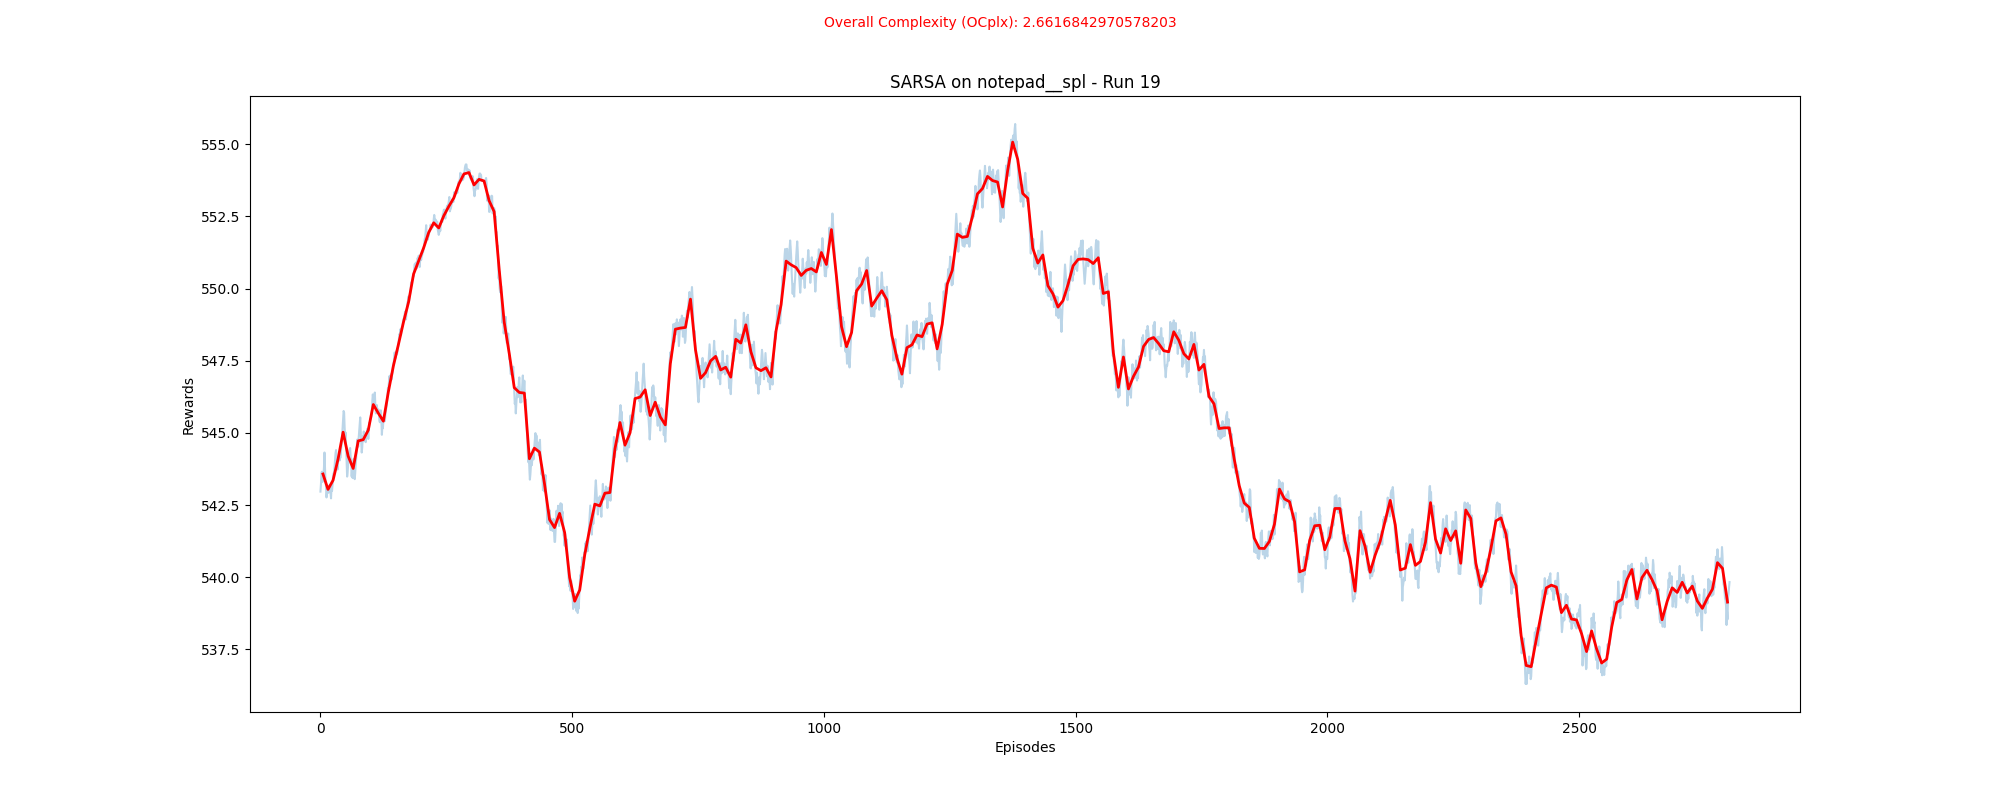 Overall Complexity (OCplx): 2.6616842970578203
SARSA on notepad__spl - Run 19
555.0
552.5
550.0
547.5
545.0
542.5
540.0
537.5
Rewards
0 500 1000 1500 2000 2500
Episodes